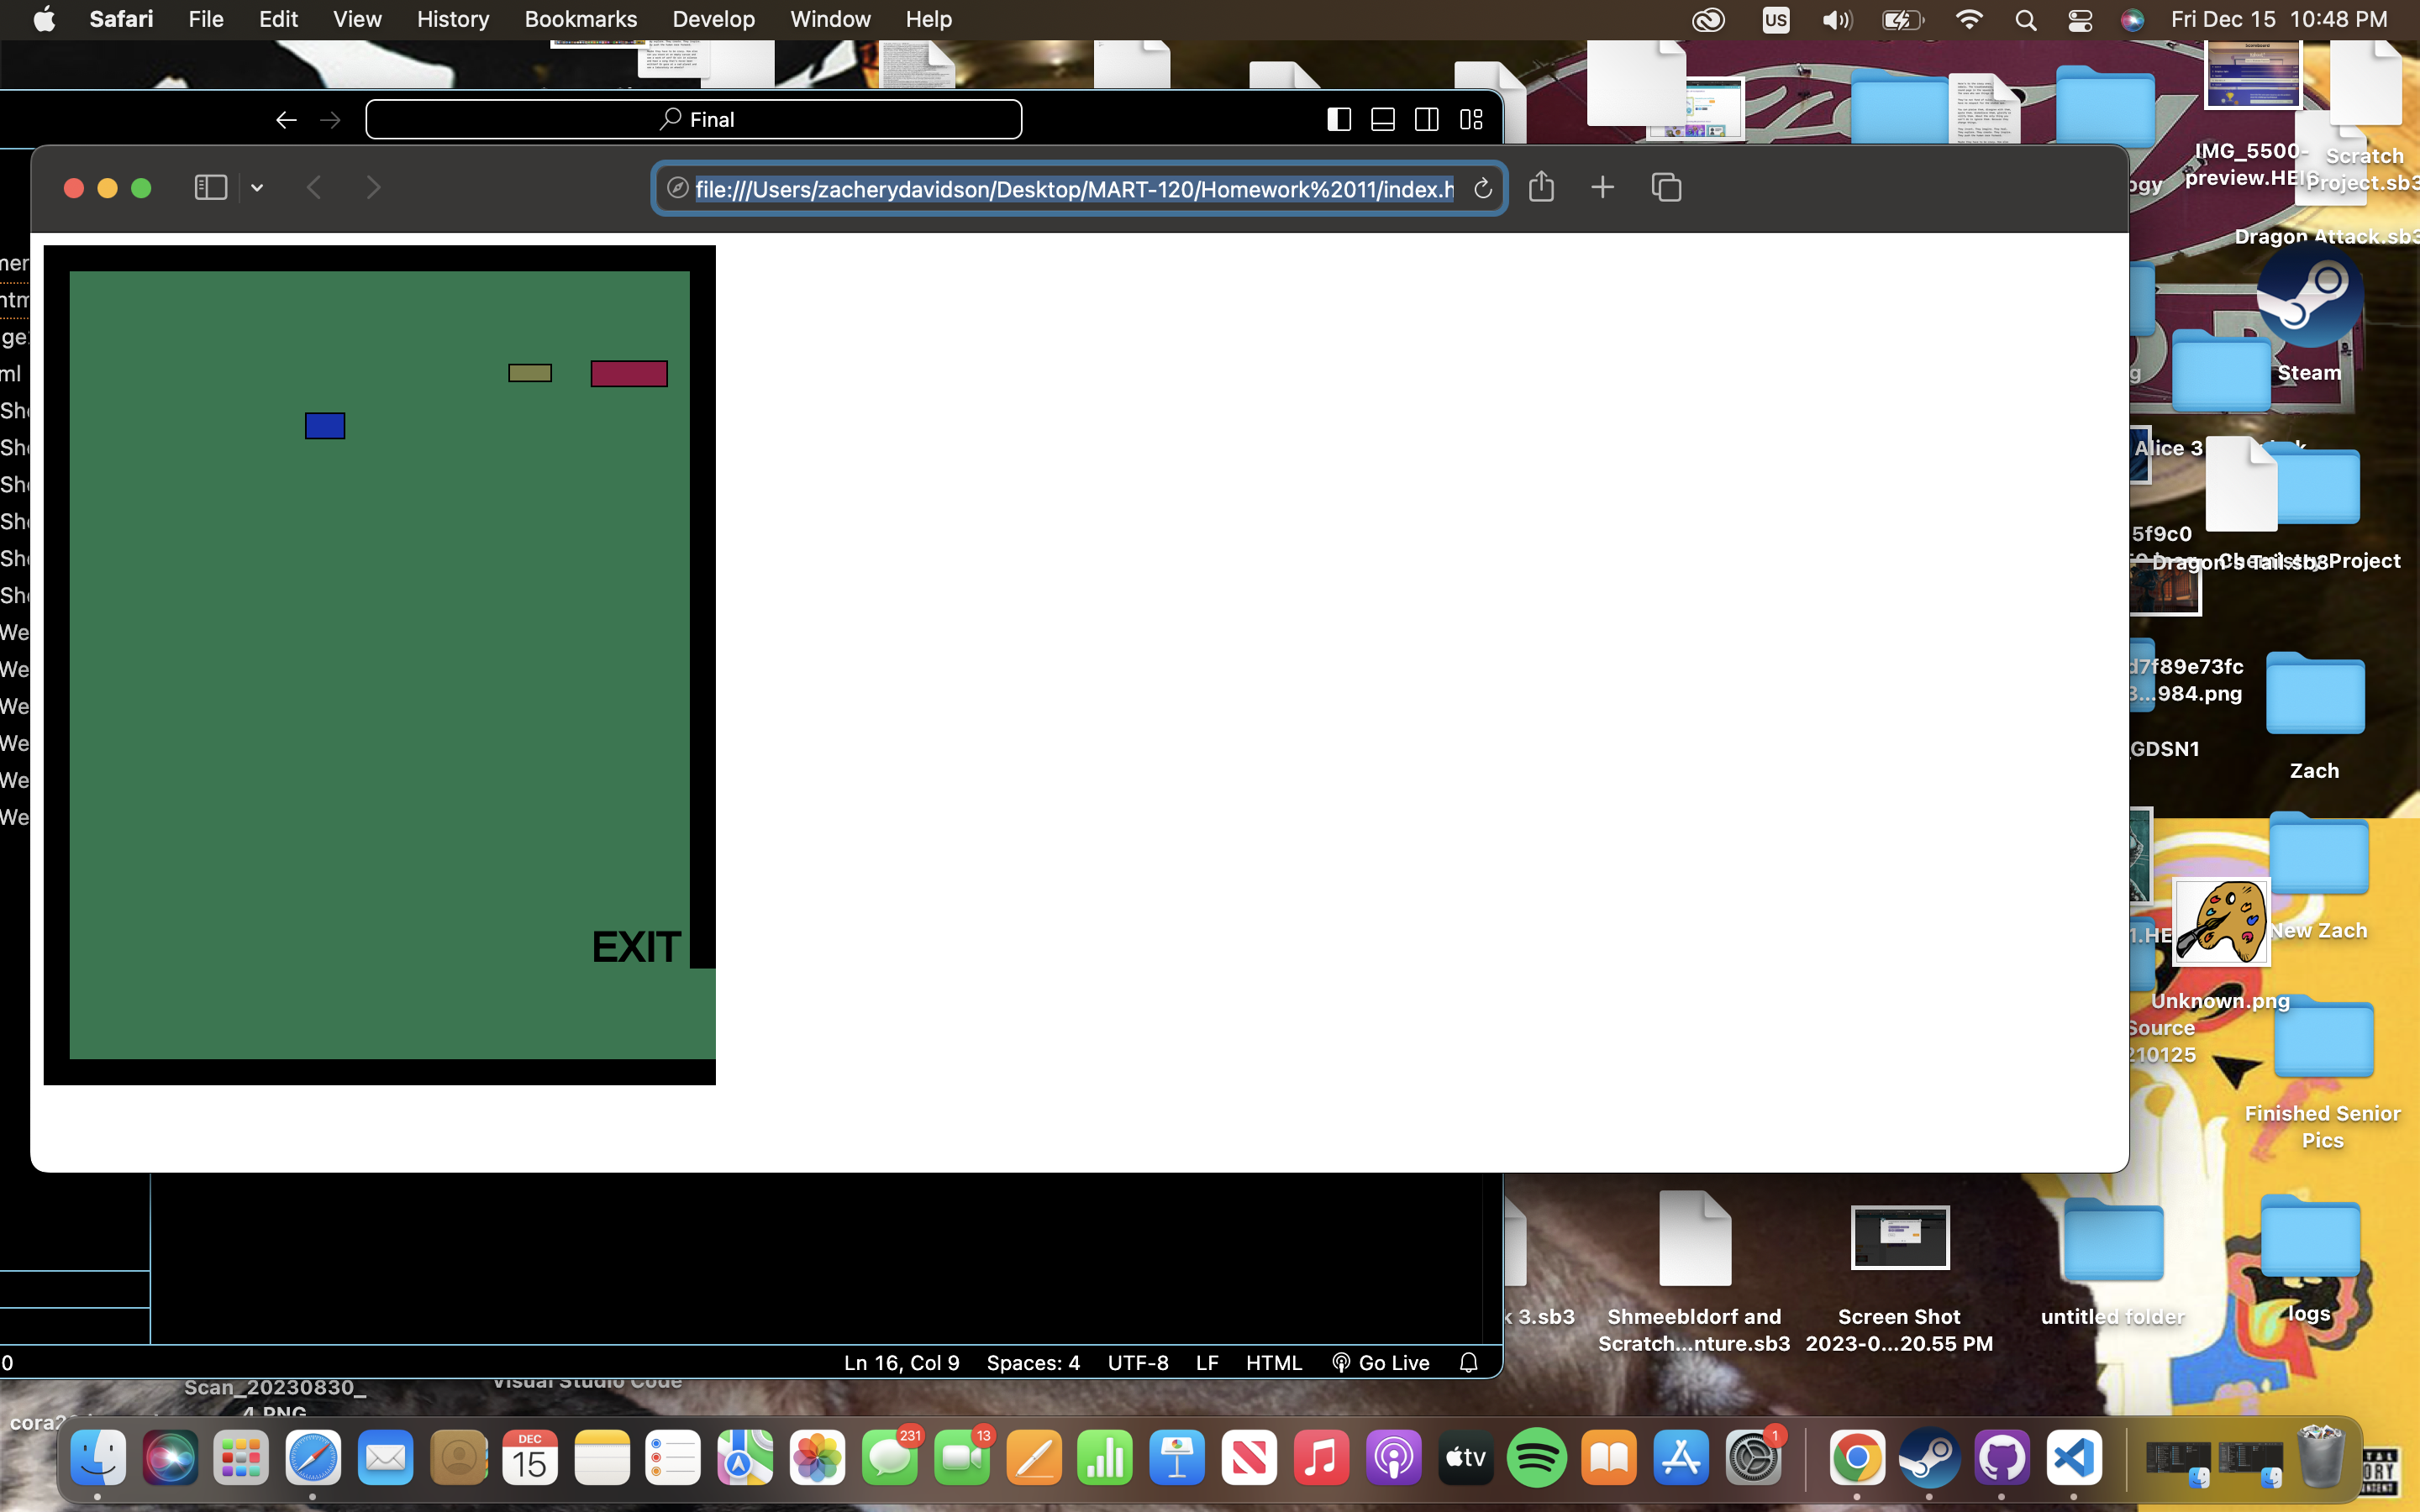 Safari File Edit View History Bookmarks Develop Window Help US Fri Dec 15 10:48 PM
Final
file:///Users/zacherydavidson/Desktop/MART-120/Homework%2011/index.h
EXIT
mer
ntm
ge
ml
Sh
Sh
Sh
Sh
Sh
Sh
We
We
We
We
We
We
IMG_5500-
preview.HEI
Scratch
Project.sb3
ogy
Dragon Attack.sb3
Steam
g
Alice 3
5f9c0
Dragon's Tail.sb3
Chemistry Project
d7f89e73fc
3...984.png
GDSN1
Zach
1.HE
New Zach
Unknown.png
Source
210125
Finished Senior
Pics
k 3.sb3
Shmeebldorf and
Scratch...nture.sb3
Screen Shot
2023-0...20.55 PM
untitled folder
logs
0
Ln 16, Col 9 Spaces: 4 UTF-8 LF HTML Go Live
Scan_20230830_
4.PNG
Visual Studio Code
DEC
15
231
13
tv
1